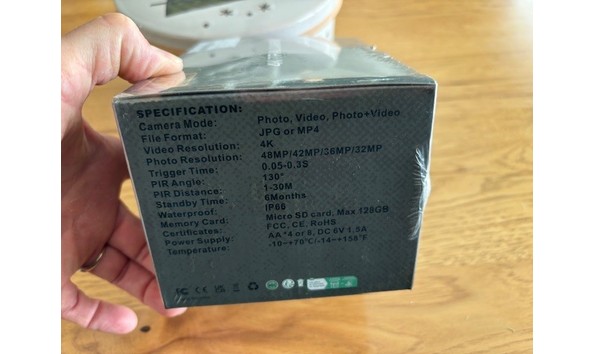 SPECIFICATION:
Camera Mode: Photo, Video, Photo+Video
File Format: JPG or MP4
Video Resolution: 4K
Photo Resolution: 48MP/42MP/36MP/32MP
Trigger Time: 0.05-0.3S
PIR Angle: 130°
PIR Distance: 1-30M
Standby Time: 6Months
Waterproof: IP66
Memory Card: Micro SD card, Max 128GB
Certificates: FCC, CE, RoHS
Power Supply: AA*4 or 8, DC 6V 1.5A
Temperature: -10~+70℃/-14~+158℉